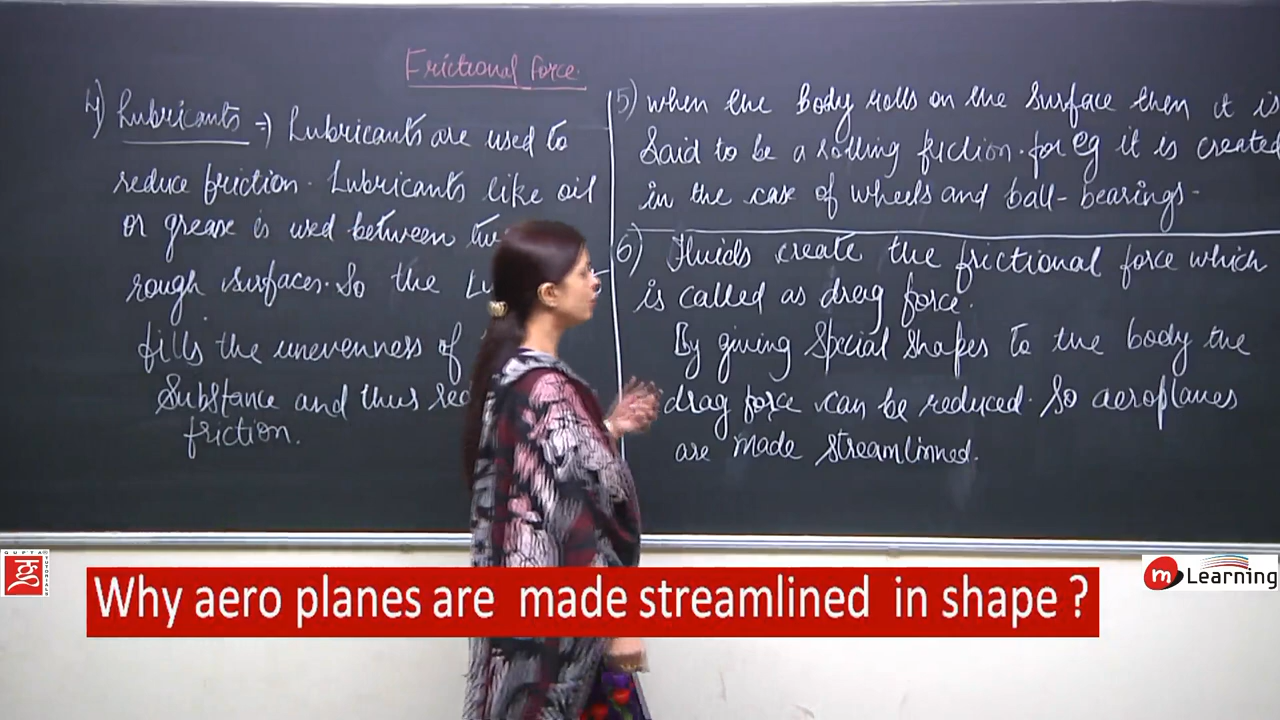 Frictional force.
4) Lubricants => Lubricants are used to
reduce friction. Lubricants like oil
or grease is used between
rough surfaces. So the
fills the unevenness of
Substance and thus
friction.
5) when the body rolls on the surface then it is
Said to be a rolling friction. for eg it is created
in the case of wheels and ball-bearings-
6) Fluids create the frictional force which
is called as drag force.
By giving Special Shapes to the body the
drag force can be reduced. So aeroplanes
are made streamlinned.
GUPTA
TUTORIALS
Why aero planes are made streamlined in shape ?
m Learning